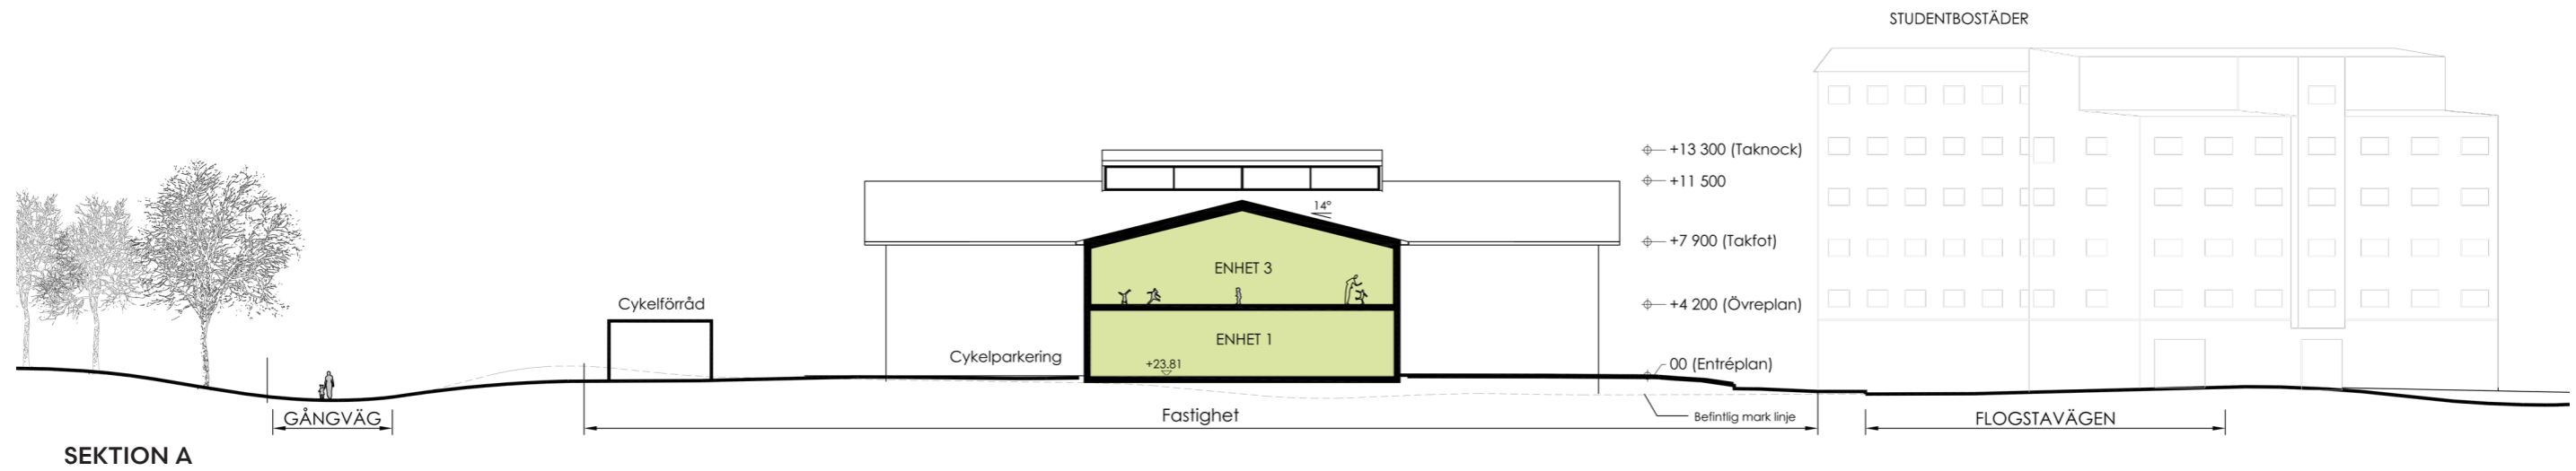 STUDENTBOSTÄDER
+13 300 (Taknock)
+11 500
14°
+7 900 (Takfot)
ENHET 3
Cykelförråd
+4 200 (Övreplan)
ENHET 1
Cykelparkering
+23.81
00 (Entréplan)
GÅNGVÄG
Fastighet
Befintlig mark linje
FLOGSTAVÄGEN
SEKTION A